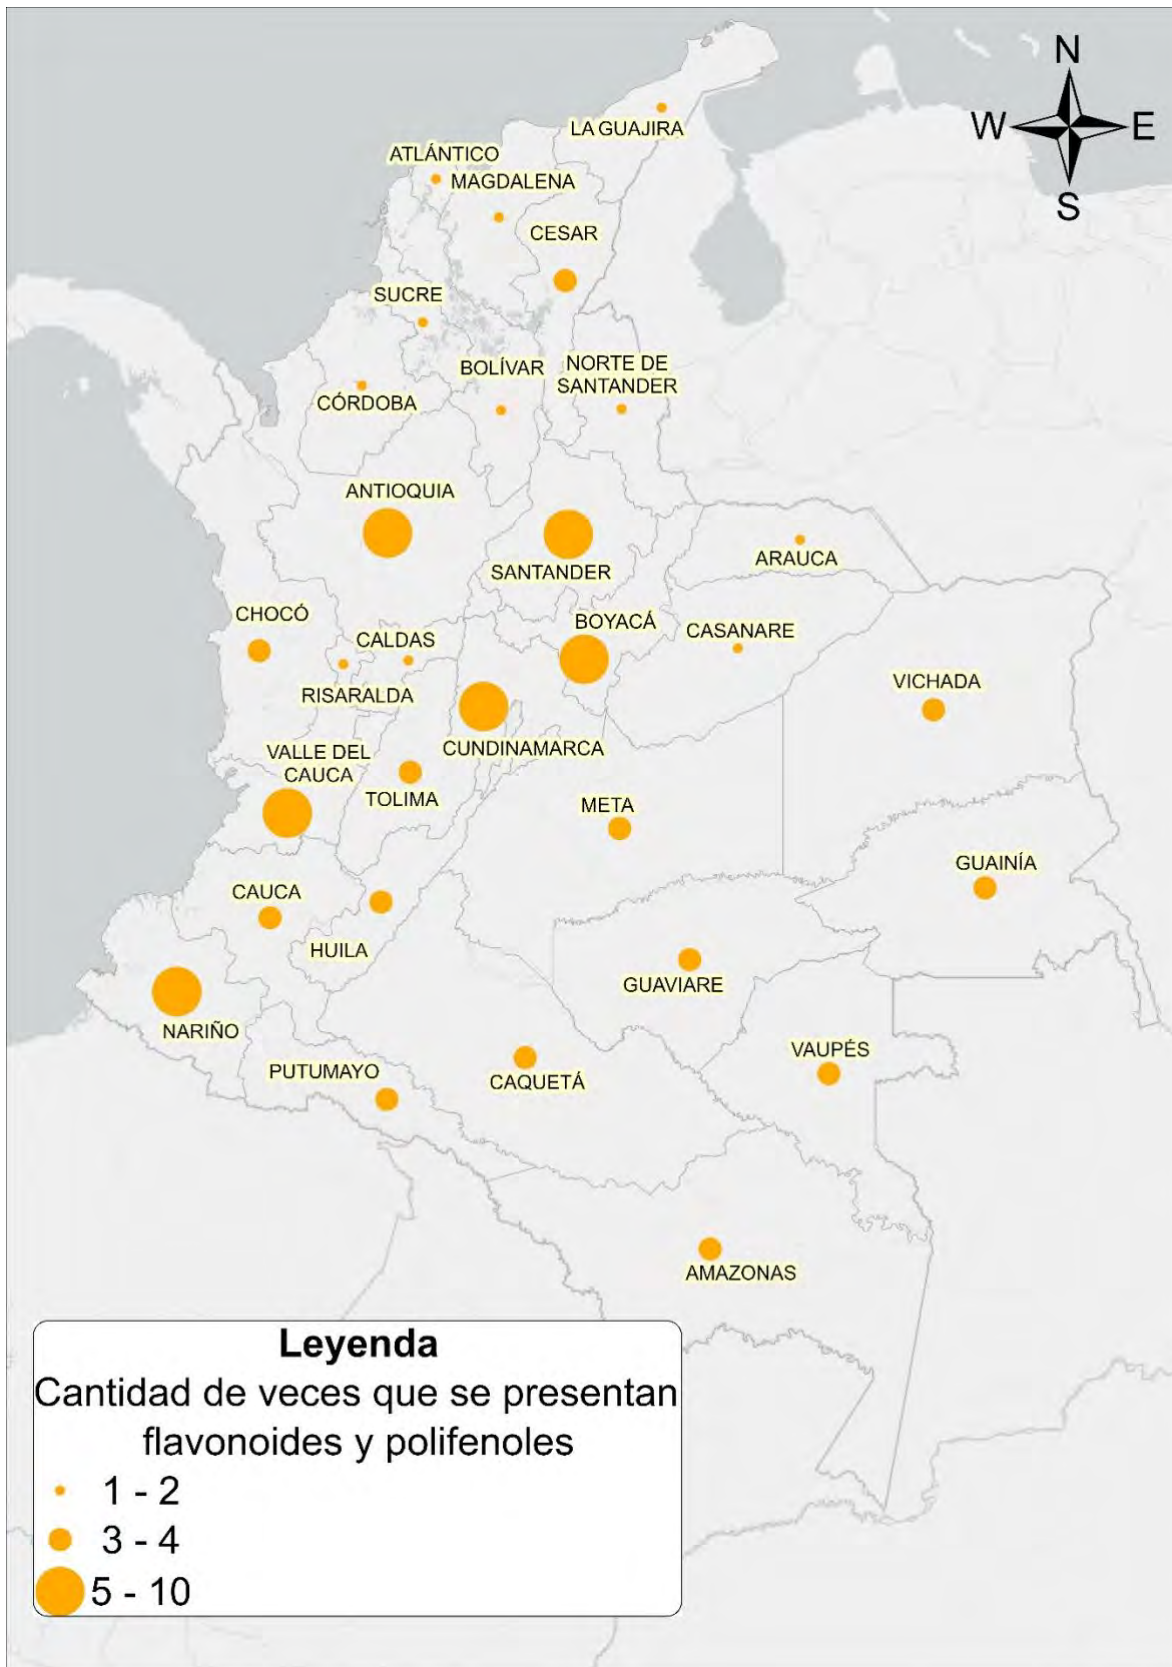 N
W E
S
LA GUAJIRA
ATLÁNTICO
MAGDALENA
CESAR
SUCRE
BOLÍVAR
NORTE DE
SANTANDER
CÓRDOBA
ANTIOQUIA
SANTANDER
ARAUCA
CHOCÓ
CALDAS
BOYACÁ
CASANARE
RISARALDA
VICHADA
CUNDINAMARCA
VALLE DEL
CAUCA
TOLIMA
META
GUAINÍA
CAUCA
HUILA
GUAVIARE
NARIÑO
VAUPÉS
PUTUMAYO
CAQUETÁ
AMAZONAS
Leyenda
Cantidad de veces que se presentan
flavonoides y polifenoles
1 - 2
3 - 4
5 - 10